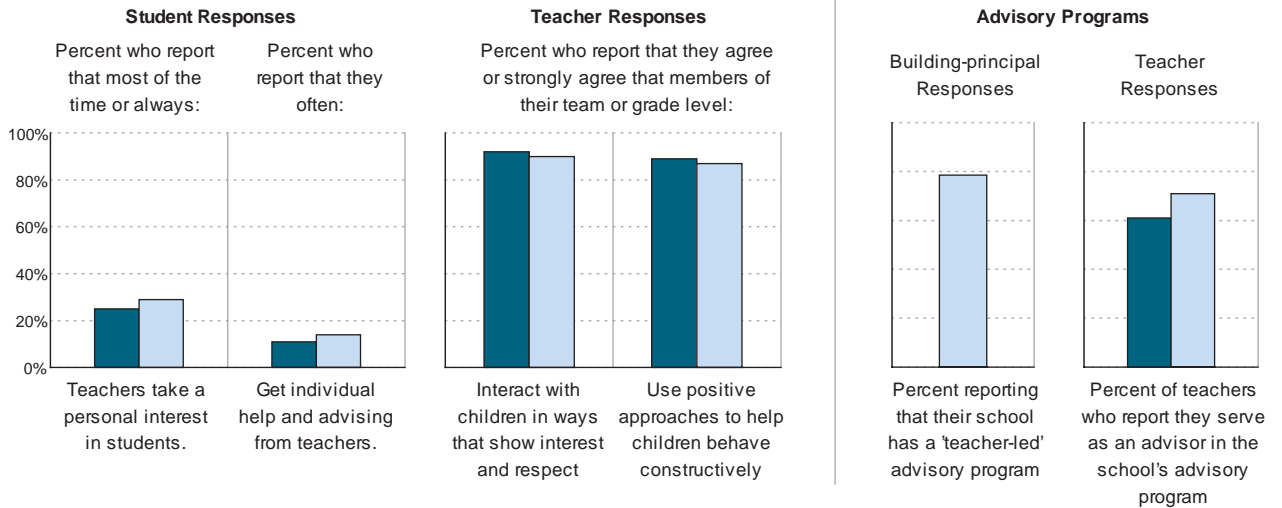 Student Responses
Percent who report
that most of the
time or always:
Percent who
report that they
often:
100%
80%
60%
40%
20%
0%
Teachers take a
personal interest
in students.
Get individual
help and advising
from teachers.
Teacher Responses
Percent who report that they agree
or strongly agree that members of
their team or grade level:
Interact with
children in ways
that show interest
and respect
Use positive
approaches to help
children behave
constructively
Advisory Programs
Building-principal
Responses
Percent reporting
that their school
has a 'teacher-led’
advisory program
Teacher
Responses
Percent of teachers
who report they serve
as an advisor in the
school’s advisory
program